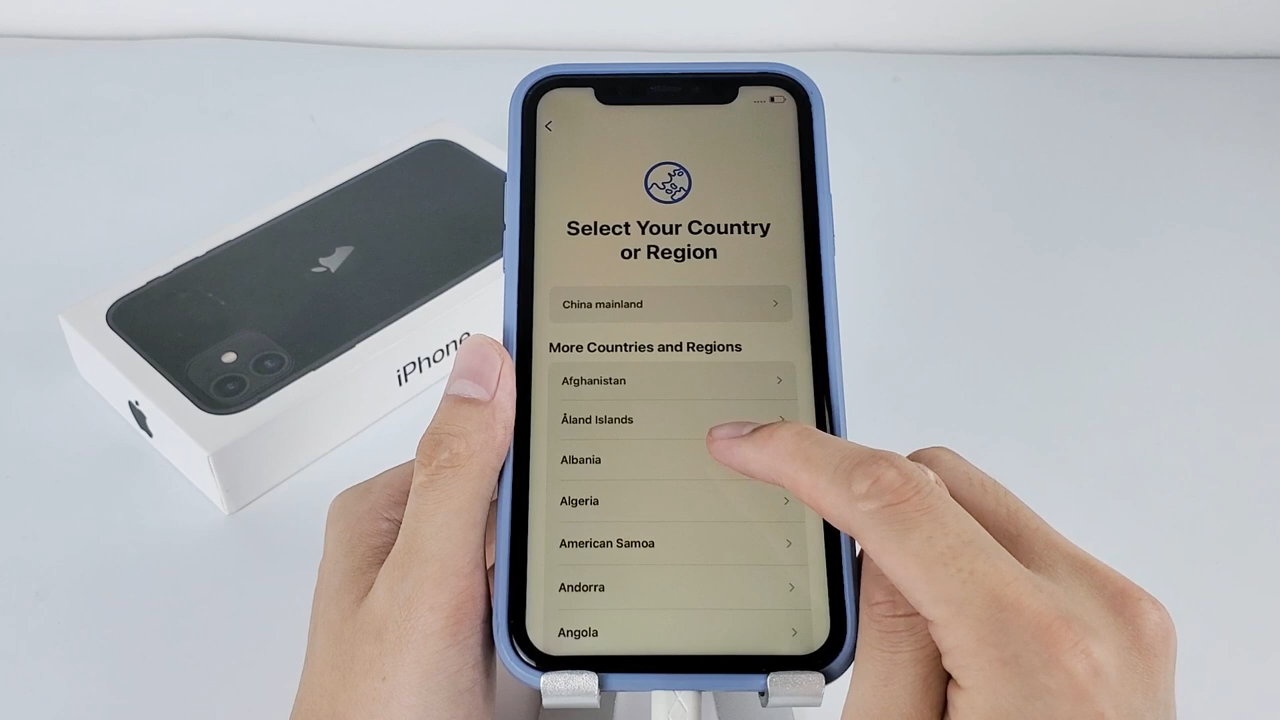 Select Your Country
or Region
China mainland
More Countries and Regions
Afghanistan
Åland Islands
Albania
Algeria
American Samoa
Andorra
Angola
iPhone